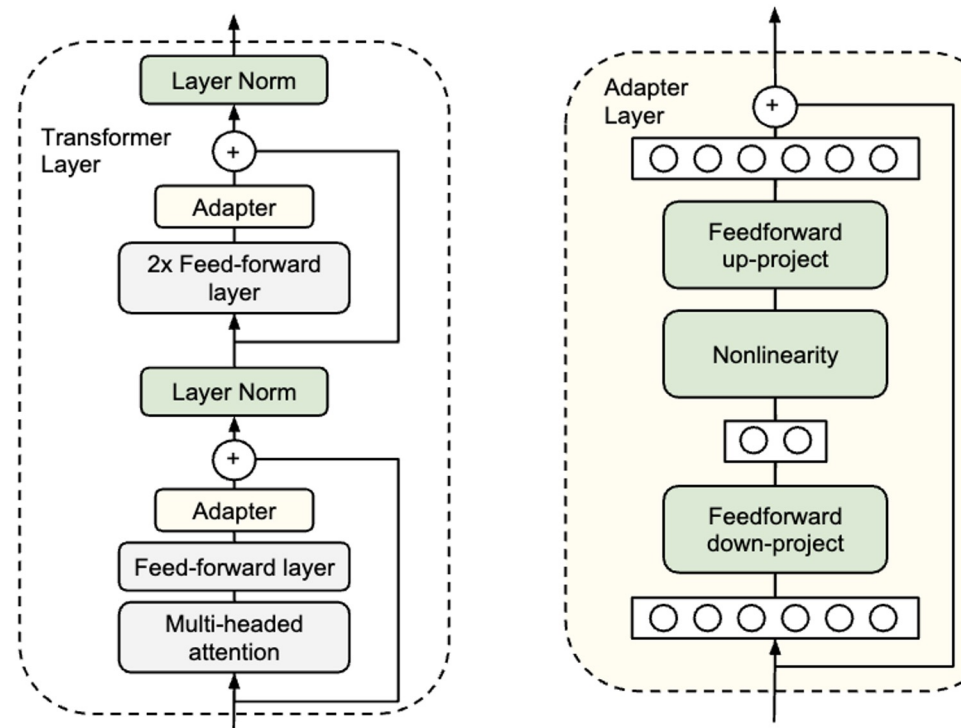 Layer Norm
Transformer
Layer
+
Adapter
2x Feed-forward
layer
Layer Norm
+
Adapter
Feed-forward layer
Multi-headed
attention
Adapter
Layer
+
Feedforward
up-project
Nonlinearity
Feedforward
down-project